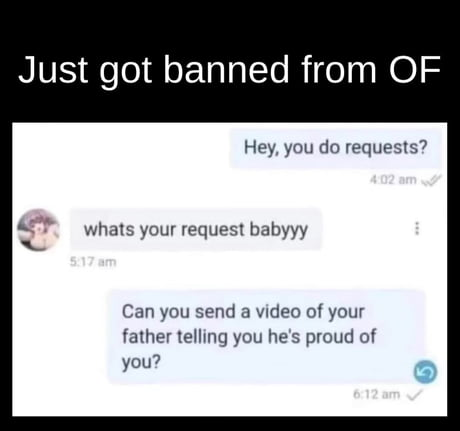 Just got banned from OF
Hey, you do requests?
4:02 am
whats your request babyyy
5:17 am
Can you send a video of your
father telling you he's proud of
you?
6:12 am